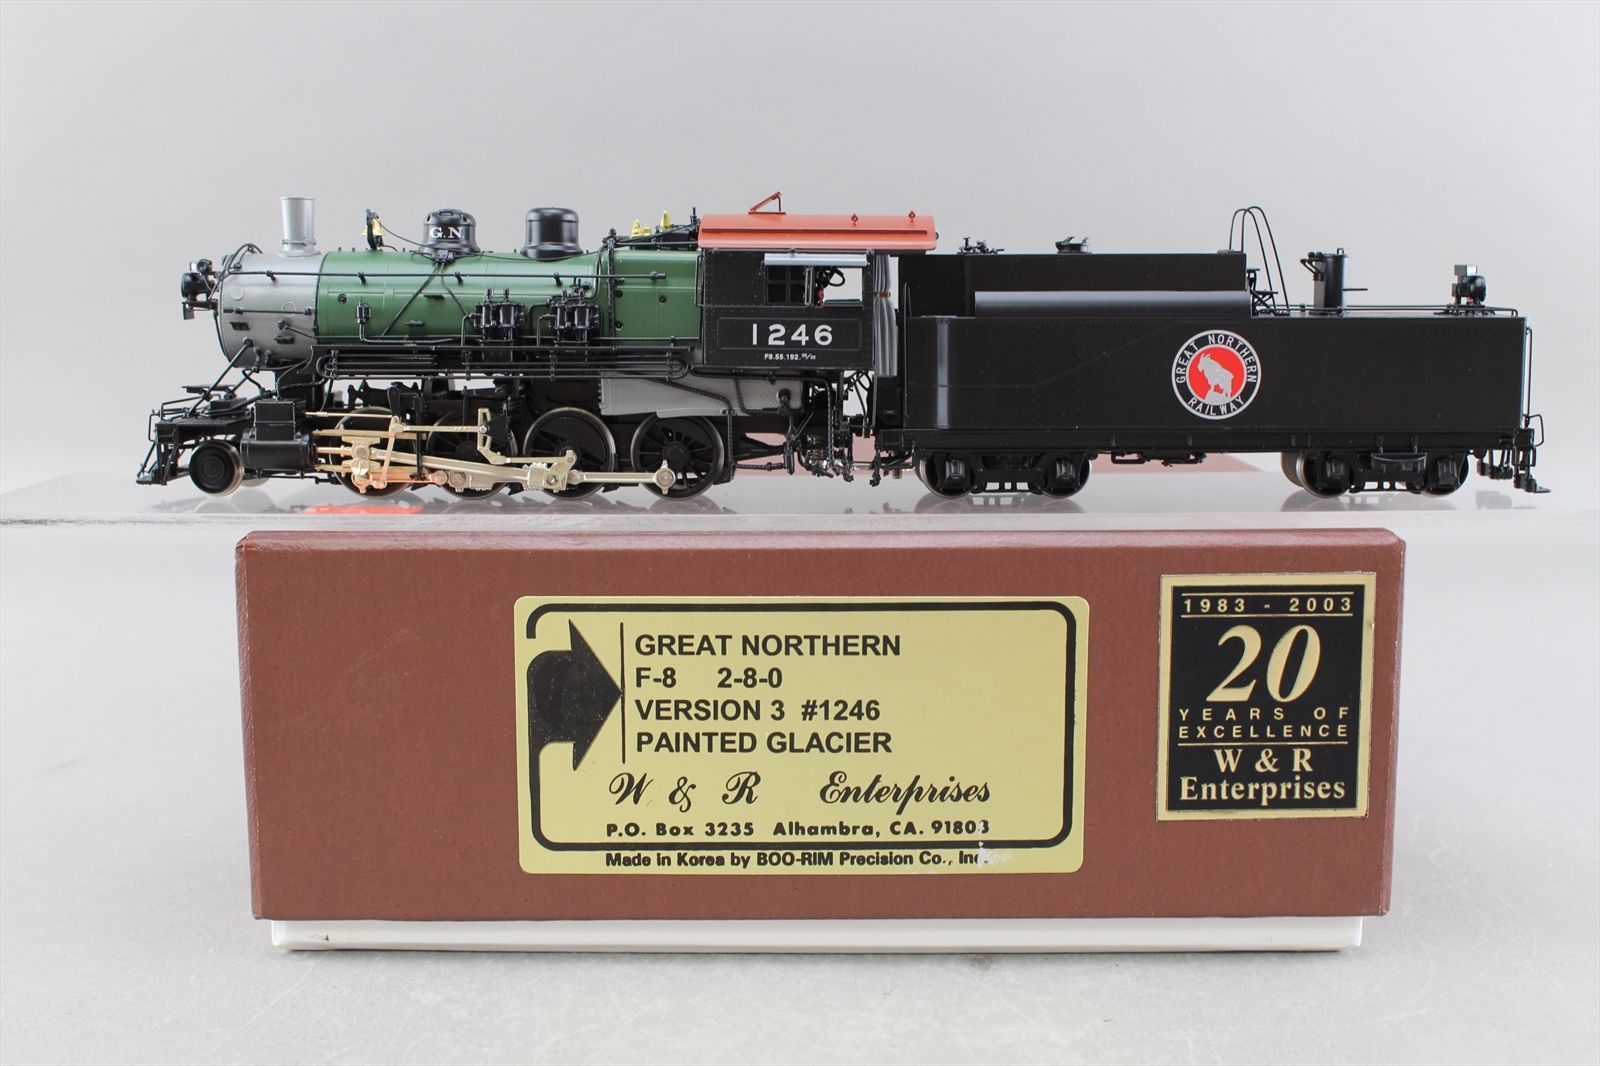 G.N
1246
F8.55.192.
GREAT NORTHERN
RAILWAY
GREAT NORTHERN
F-8 2-8-0
VERSION 3 #1246
PAINTED GLACIER
W & R Enterprises
P.O. Box 3235 Alhambra, CA. 91803
Made in Korea by BOO-RIM Precision Co., Inc.
1983 - 2003
20
YEARS OF
EXCELLENCE
W & R
Enterprises